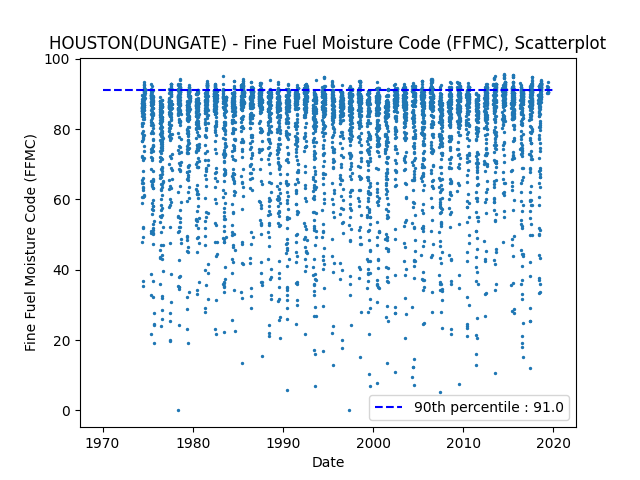 HOUSTON(DUNGATE) - Fine Fuel Moisture Code (FFMC), Scatterplot
100
80
60
40
20
0
Fine Fuel Moisture Code (FFMC)
90th percentile : 91.0
1970 1980 1990 2000 2010 2020
Date